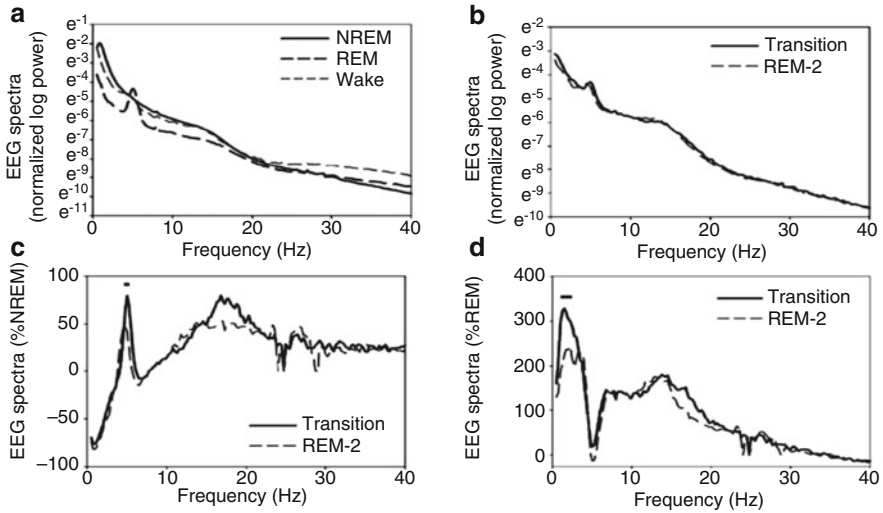 a
EEG spectra
(normalized log power)
e-1
e-2
e-3
e-4
e-5
e-6
e-7
e-8
e-9
e-10
e-11
NREM
REM
Wake
0 10 20 30 40
Frequency (Hz)
b
EEG spectra
(normalized log power)
e-2
e-3
e-4
e-5
e-6
e-7
e-8
e-9
e-10
Transition
REM-2
0 10 20 30 40
Frequency (Hz)
c
EEG spectra (%NREM)
100
50
0
–50
–100
Transition
REM-2
0 10 20 30 40
Frequency (Hz)
d
EEG spectra (%REM)
400
300
200
100
0
Transition
REM-2
0 10 20 30 40
Frequency (Hz)